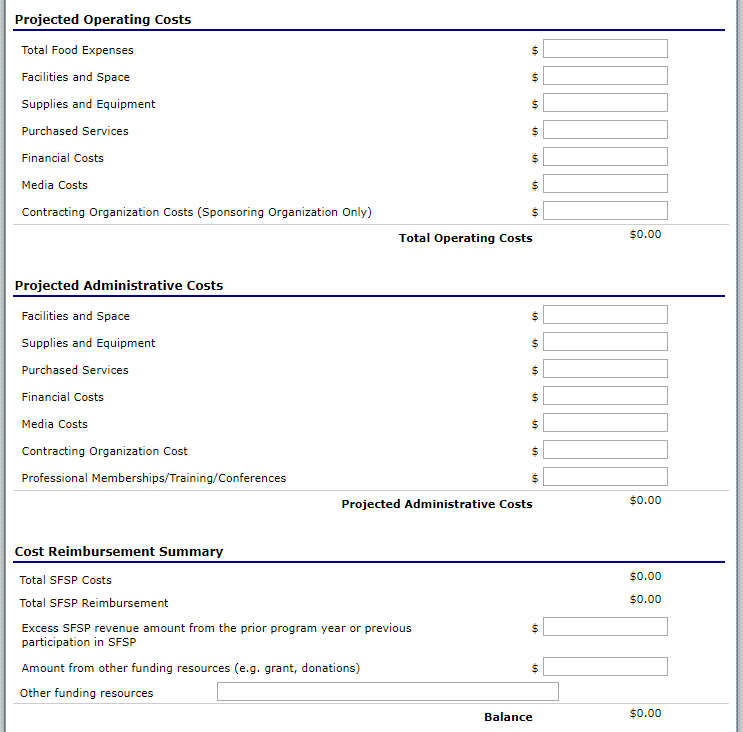 Projected Operating Costs
Total Food Expenses $
Facilities and Space $
Supplies and Equipment $
Purchased Services $
Financial Costs $
Media Costs $
Contracting Organization Costs (Sponsoring Organization Only) $
Total Operating Costs $0.00
Projected Administrative Costs
Facilities and Space $
Supplies and Equipment $
Purchased Services $
Financial Costs $
Media Costs $
Contracting Organization Cost $
Professional Memberships/Training/Conferences $
Projected Administrative Costs $0.00
Cost Reimbursement Summary
Total SFSP Costs $0.00
Total SFSP Reimbursement $0.00
Excess SFSP revenue amount from the prior program year or previous $
participation in SFSP
Amount from other funding resources (e.g. grant, donations) $
Other funding resources
Balance $0.00